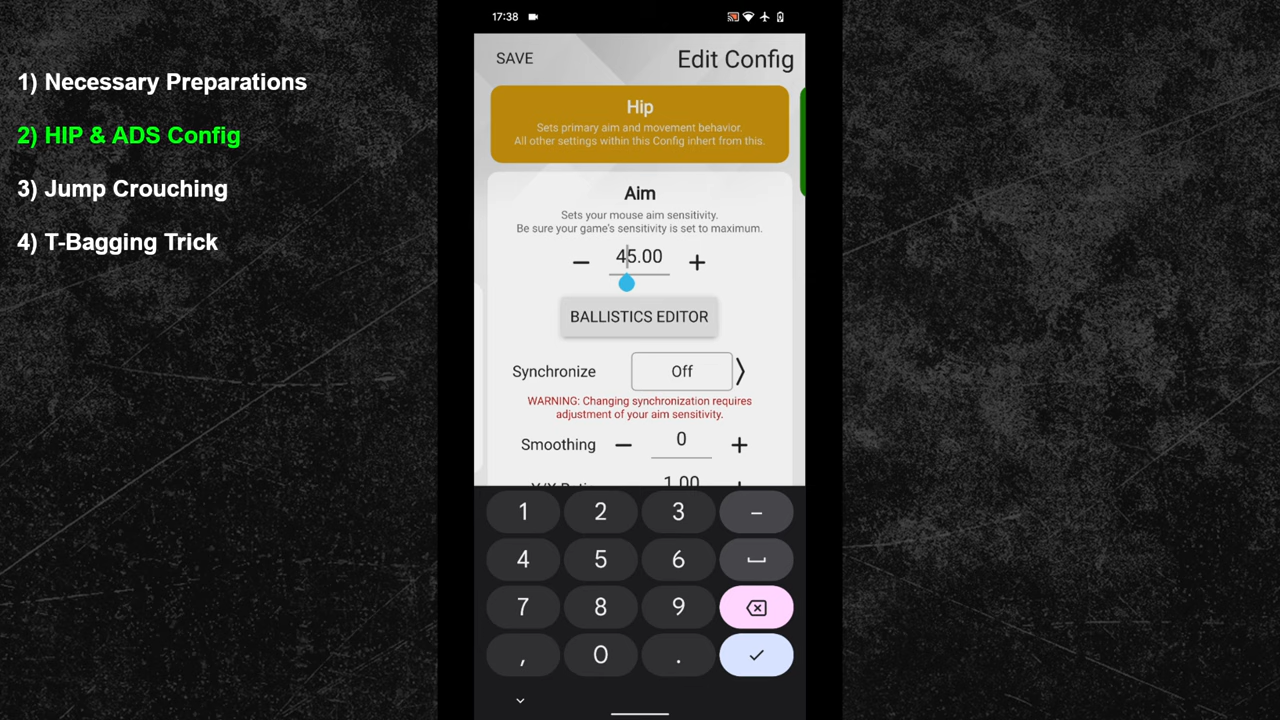 1) Necessary Preparations
2) HIP & ADS Config
3) Jump Crouching
4) T-Bagging Trick
17:38
SAVE
Edit Config
Hip
Sets primary aim and movement behavior.
All other settings within this Config inhert from this.
Aim
Sets your mouse aim sensitivity.
Be sure your game's sensitivity is set to maximum.
− 45.00 +
BALLISTICS EDITOR
Synchronize Off
WARNING: Changing synchronization requires
adjustment of your aim sensitivity.
Smoothing − 0 +
Y/X Ratio 1.00 +
1 2 3 −
4 5 6
7 8 9
, 0 .